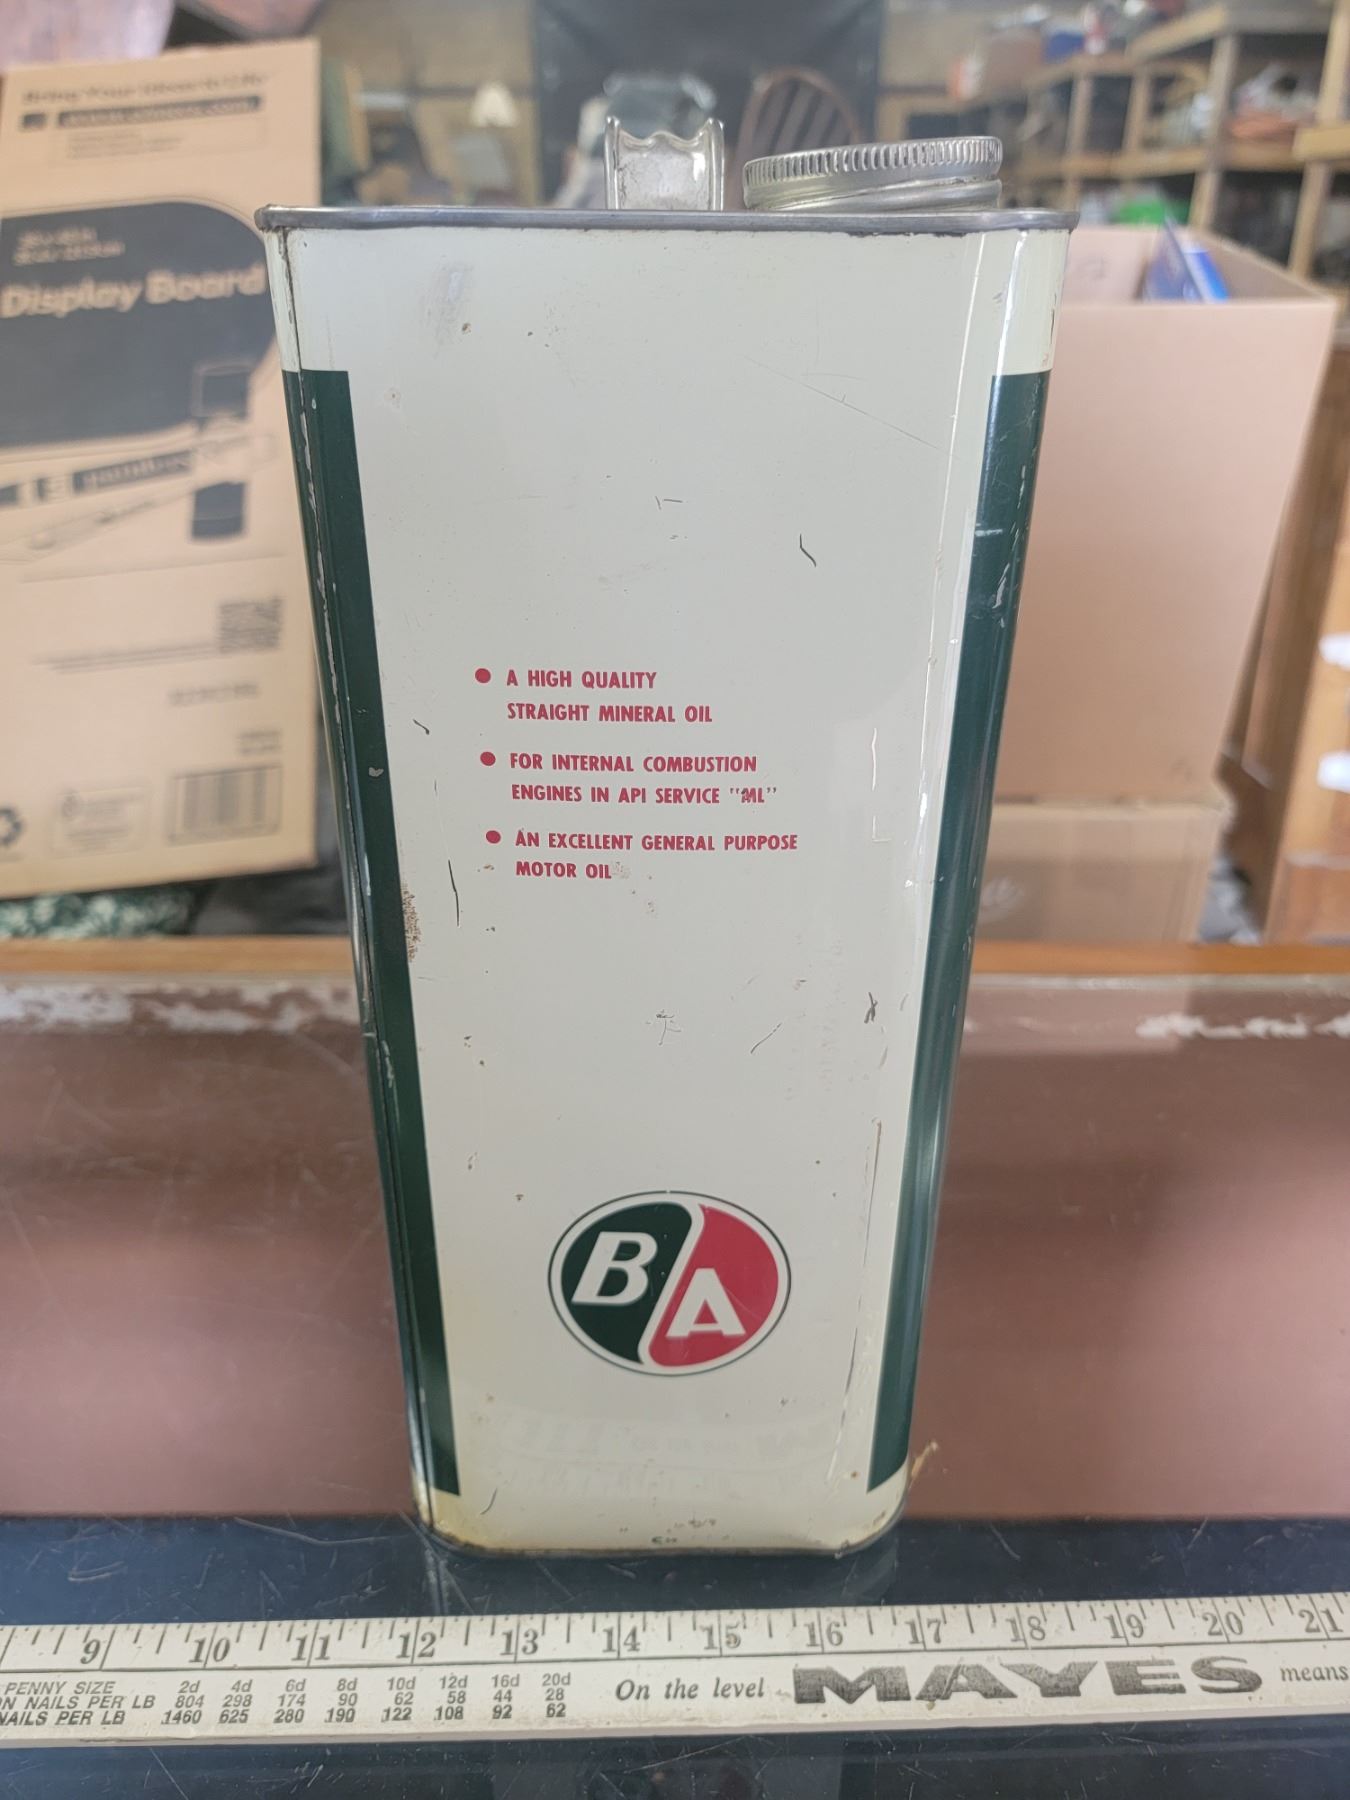 Display Board
● A HIGH QUALITY
STRAIGHT MINERAL OIL
● FOR INTERNAL COMBUSTION
ENGINES IN API SERVICE "ML"
● AN EXCELLENT GENERAL PURPOSE
MOTOR OIL
BA
9 10 11 12 13 14 15 16 17 18 19 20 21
PENNY SIZE 2d 4d 6d 8d 10d 12d 16d 20d
N NAILS PER LB 804 298 174 90 62 58 44 28
NAILS PER LB 1460 625 280 190 122 108 92 62
On the level MAYES means